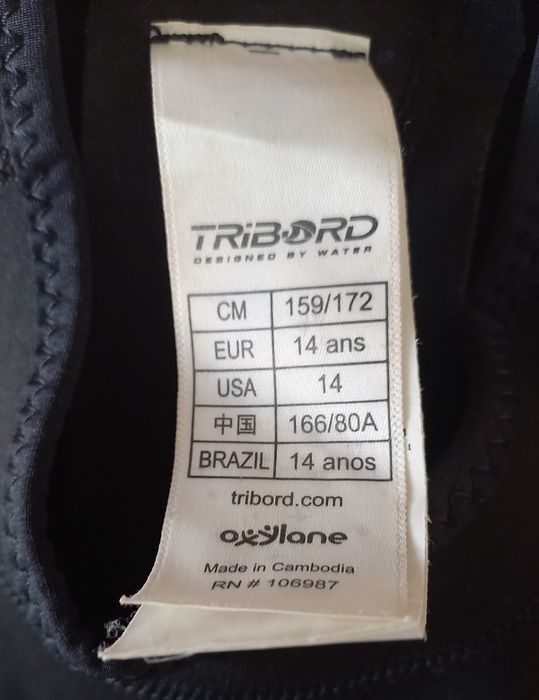 TRIBORD
DESIGNED BY WATER
CM 159/172
EUR 14 ans
USA 14
中国 166/80A
BRAZIL 14 anos
tribord.com
oxylane
Made in Cambodia
RN # 106987